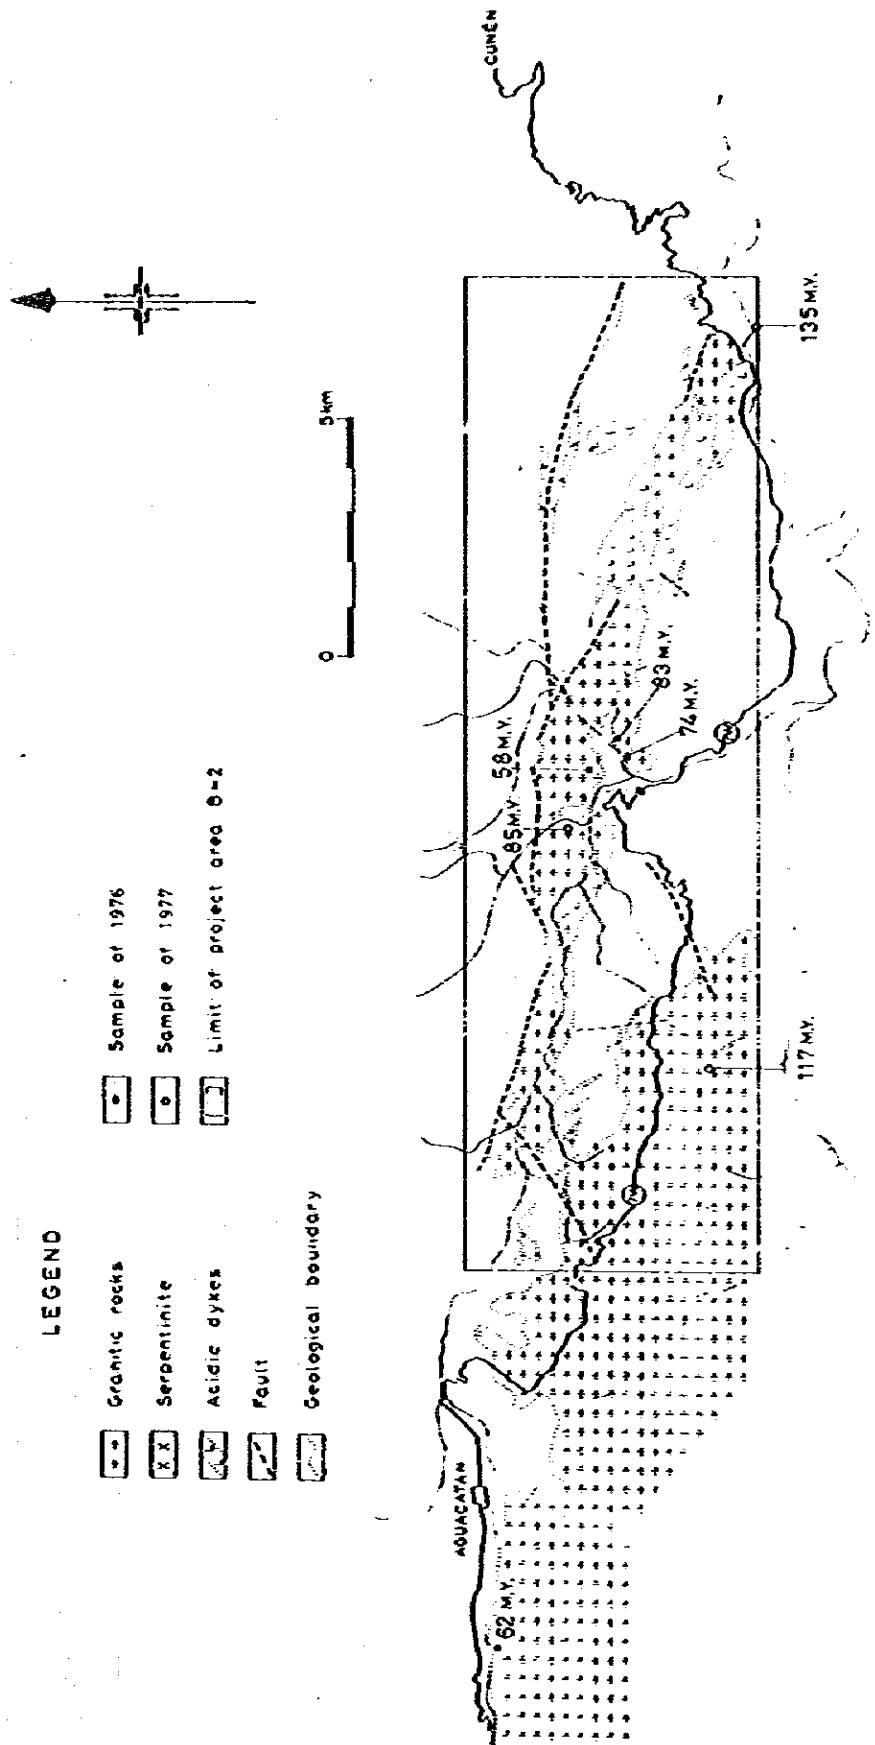 LEGEND
Granitic rocks
Serpentinite
Acidic dykes
Fault
Geological boundary
Sample of 1976
Sample of 1977
Limit of project area B-2
0
5km
CUNÉN
AGUACATAN
62 M.Y.
85 M.Y.
58 M.Y.
83 M.Y.
74 M.Y.
117 M.Y.
135 M.Y.